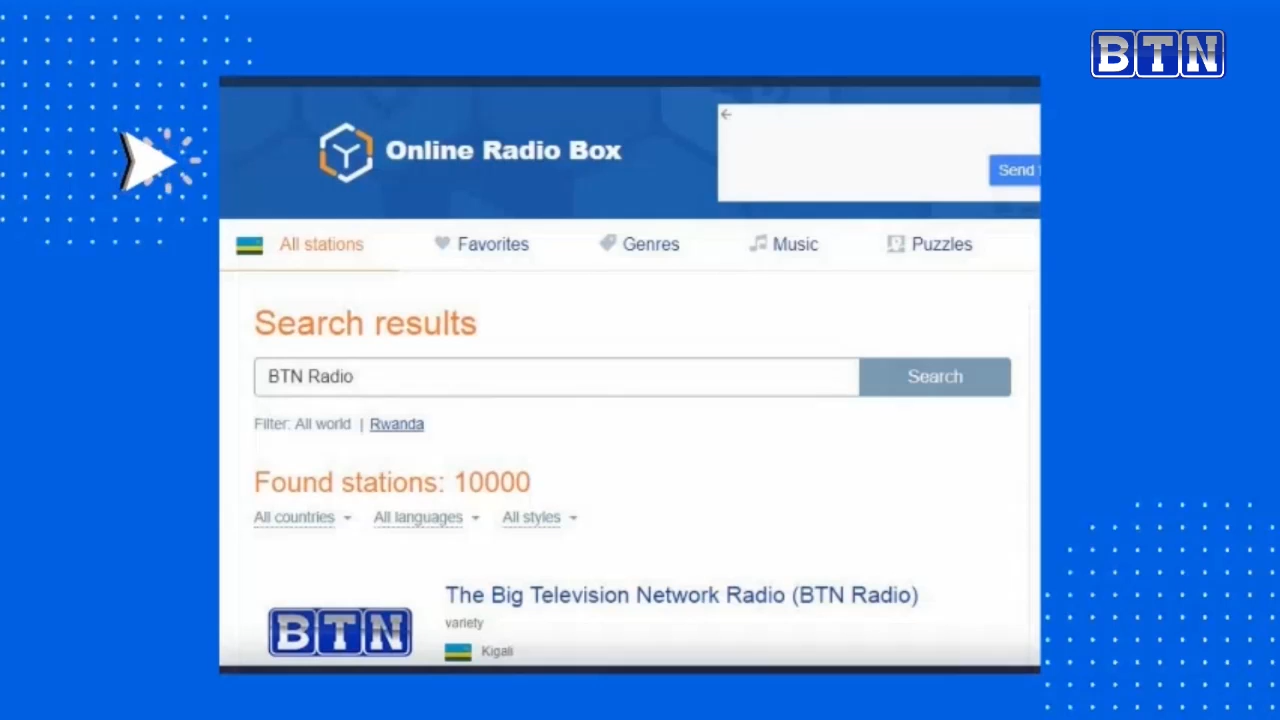 BTN
Online Radio Box
Send
All stations Favorites Genres Music Puzzles
Search results
BTN Radio Search
Filter: All world | Rwanda
Found stations: 10000
All countries All languages All styles
The Big Television Network Radio (BTN Radio)
variety
BTN
Kigali